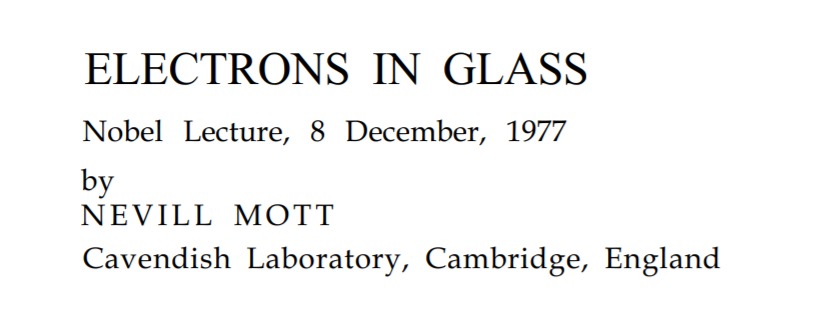 ELECTRONS IN GLASS
Nobel Lecture, 8 December, 1977
by
NEVILL MOTT
Cavendish Laboratory, Cambridge, England